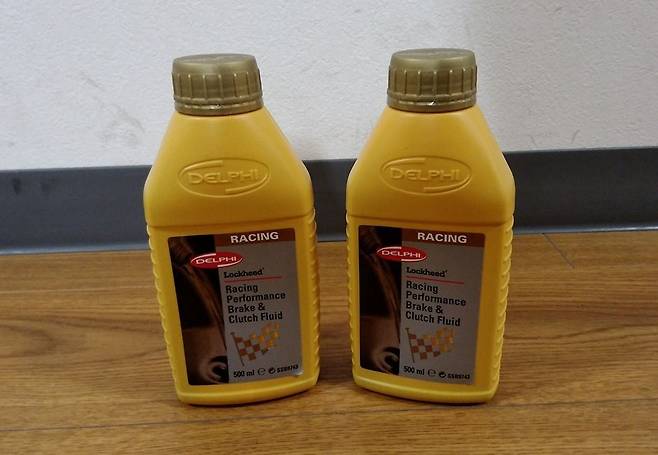 DELPHI
RACING
DELPHI
Lockheed
Racing
Performance
Brake &
Clutch Fluid
500 ml ℮
DELPHI
RACING
DELPHI
Lockheed
Racing
Performance
Brake &
Clutch Fluid
500 ml ℮